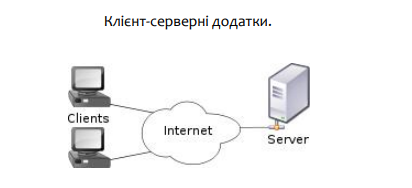 Клієнт-серверні додатки.
Clients
Internet
Server